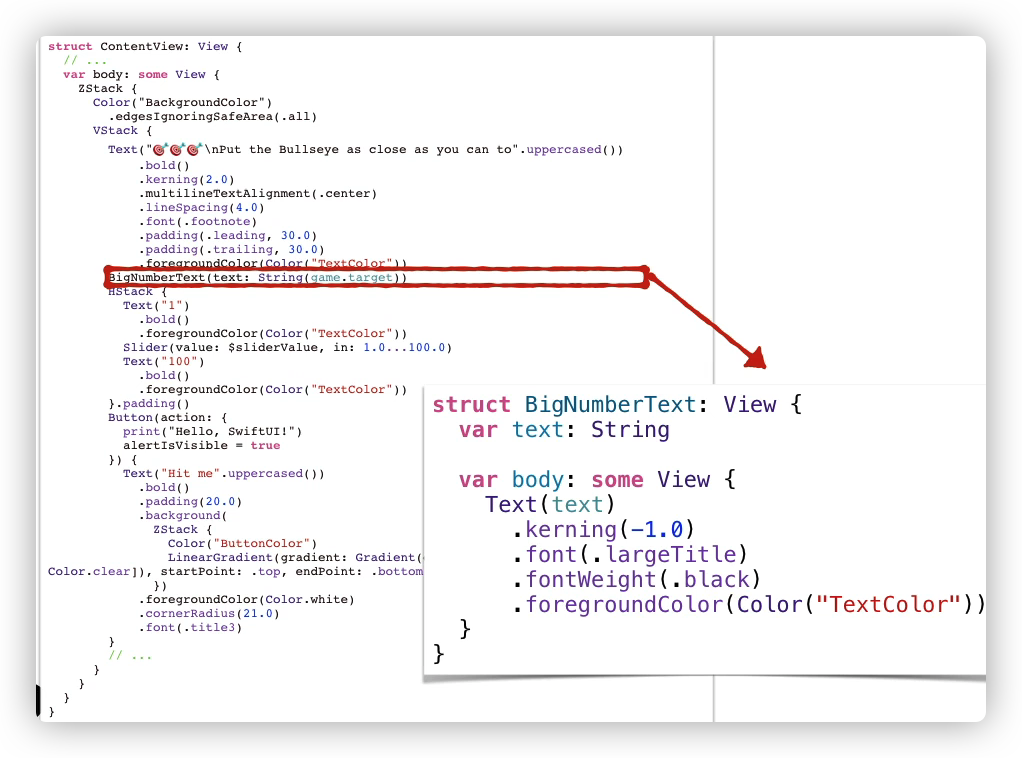 struct ContentView: View {
  // ...
  var body: some View {
    ZStack {
      Color("BackgroundColor")
        .edgesIgnoringSafeArea(.all)
      VStack {
        Text("🎯🎯🎯\nPut the Bullseye as close as you can to".uppercased())
            .bold()
            .kerning(2.0)
            .multilineTextAlignment(.center)
            .lineSpacing(4.0)
            .font(.footnote)
            .padding(.leading, 30.0)
            .padding(.trailing, 30.0)
            .foregroundColor(Color("TextColor"))
        BigNumberText(text: String(game.target))
        HStack {
          Text("1")
            .bold()
            .foregroundColor(Color("TextColor"))
          Slider(value: $sliderValue, in: 1.0...100.0)
          Text("100")
            .bold()
            .foregroundColor(Color("TextColor"))
        }.padding()
        Button(action: {
          print("Hello, SwiftUI!")
          alertIsVisible = true
        }) {
          Text("Hit me".uppercased())
            .bold()
            .padding(20.0)
            .background(
              ZStack {
                Color("ButtonColor")
                LinearGradient(gradient: Gradient(
Color.clear]), startPoint: .top, endPoint: .bottom
              })
            .foregroundColor(Color.white)
            .cornerRadius(21.0)
            .font(.title3)
        }
        // ...
      }
    }
  }
}
struct BigNumberText: View {
  var text: String
  var body: some View {
    Text(text)
      .kerning(-1.0)
      .font(.largeTitle)
      .fontWeight(.black)
      .foregroundColor(Color("TextColor"))
  }
}